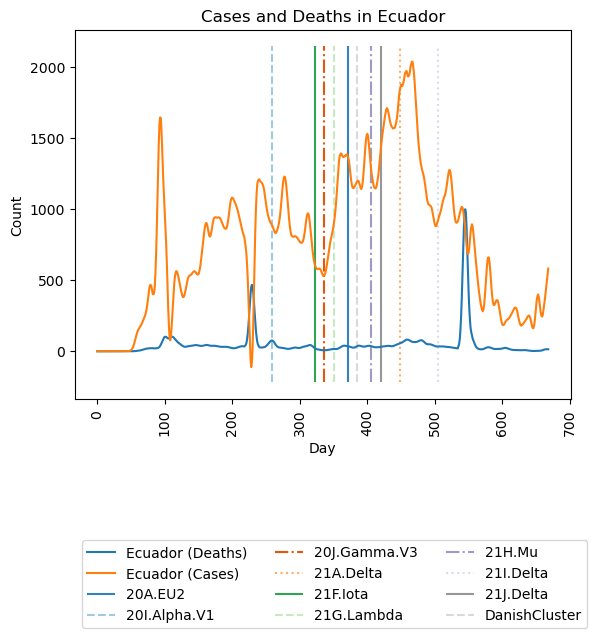 Cases and Deaths in Ecuador
Count
2000
1500
1000
500
0
0
100
200
300
400
500
600
700
Day
Ecuador (Deaths)
Ecuador (Cases)
20A.EU2
20I.Alpha.V1
20J.Gamma.V3
21A.Delta
21F.Iota
21G.Lambda
21H.Mu
21I.Delta
21J.Delta
DanishCluster